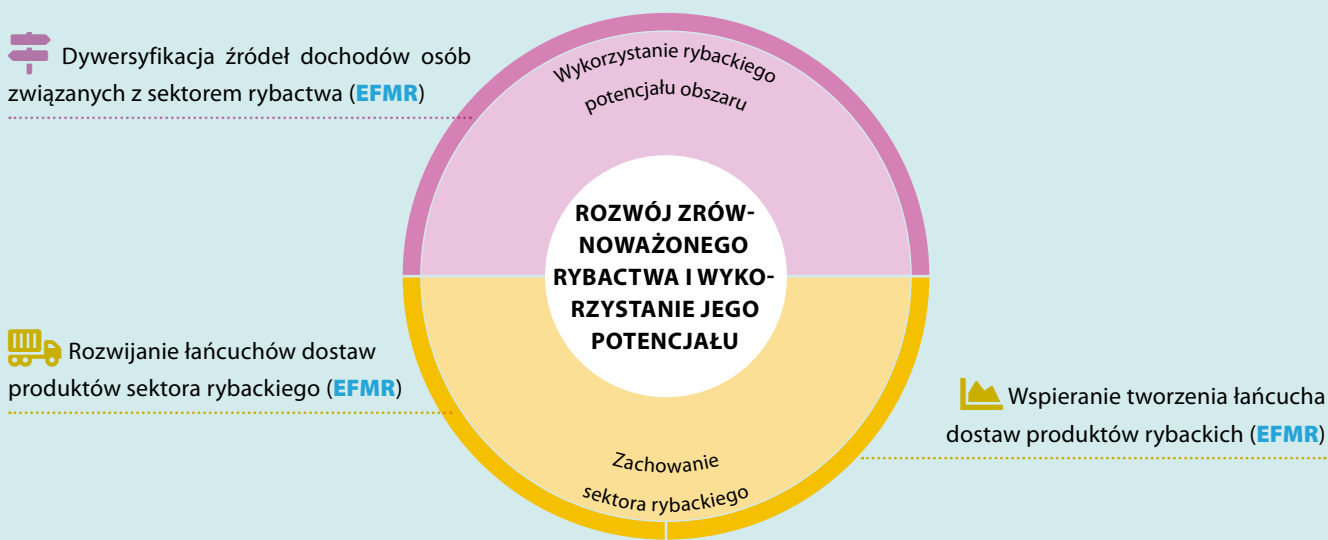 Dywersyfikacja źródeł dochodów osób
związanych z sektorem rybactwa (EFMR)
Wykorzystanie rybackiego
potencjału obszaru
ROZWÓJ ZRÓW-
NOWAŻONEGO
RYBACTWA I WYKO-
RZYSTANIE JEGO
POTENCJAŁU
Rozwijanie łańcuchów dostaw
produktów sektora rybackiego (EFMR)
Wspieranie tworzenia łańcucha
dostaw produktów rybackich (EFMR)
Zachowanie
sektora rybackiego